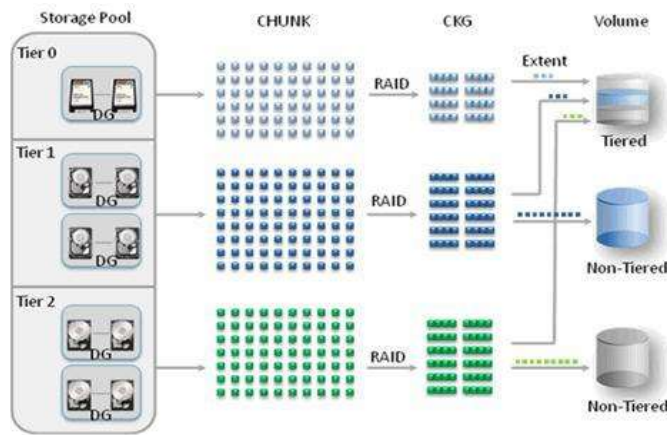 Storage Pool
CHUNK
CKG
Volume
Tier 0
DG
RAID
Extent
Tiered
Tier 1
DG
DG
RAID
Non-Tiered
Tier 2
DG
DG
RAID
Non-Tiered